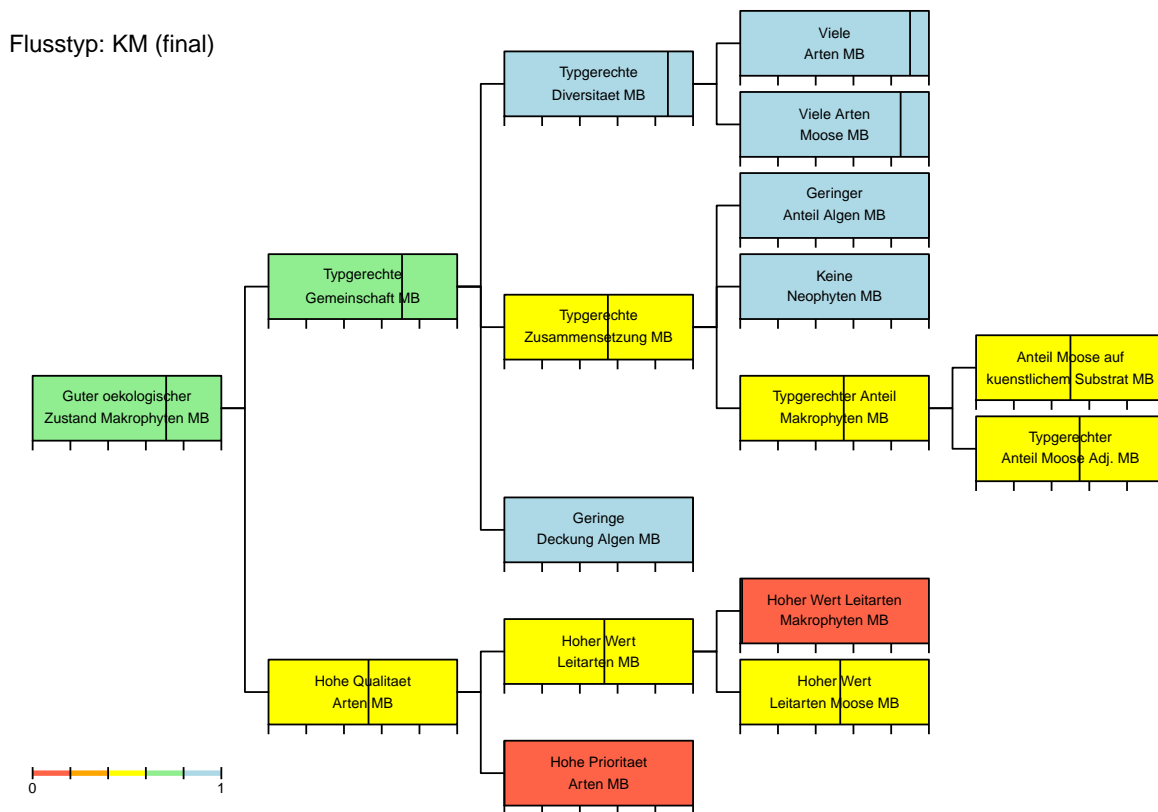 Flusstyp: KM (final)
Viele
Arten MB
Typgerechte
Diversitaet MB
Viele Arten
Moose MB
Geringer
Anteil Algen MB
Typgerechte
Gemeinschaft MB
Keine
Neophyten MB
Typgerechte
Zusammensetzung MB
Anteil Moose auf
kuenstlichem Substrat MB
Guter oekologischer
Zustand Makrophyten MB
Typgerechter Anteil
Makrophyten MB
Typgerechter
Anteil Moose Adj. MB
Geringe
Deckung Algen MB
Hoher Wert Leitarten
Makrophyten MB
Hoher Wert
Leitarten MB
Hohe Qualitaet
Arten MB
Hoher Wert
Leitarten Moose MB
Hohe Prioritaet
Arten MB
0
1